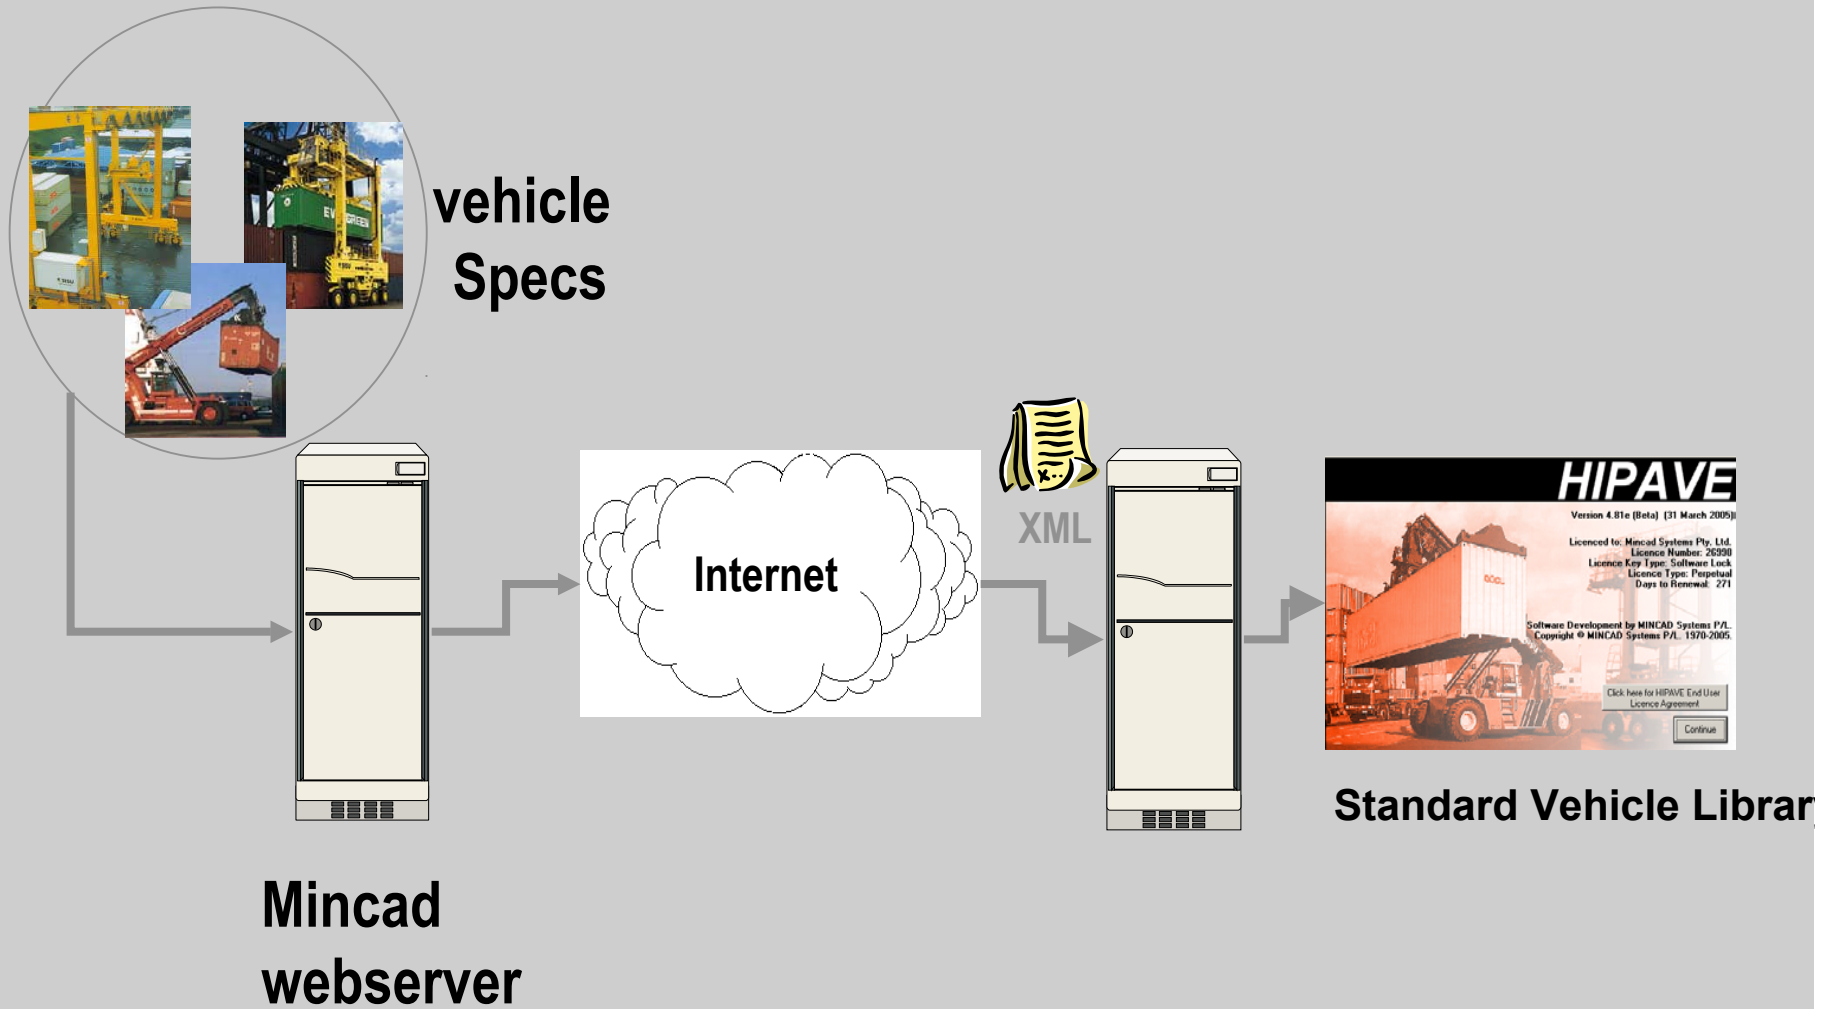 vehicle
Specs
EVERGREEN
XML
Internet
HIPAVE
Version 4.81e (Beta) (31 March 2005)
Licenced to: Mincad Systems Pty. Ltd.
Licence Number: 26990
Licence Key Type: Software Lock
Licence Type: Perpetual
Days to Renewal: 271
Software Development by MINCAD Systems P/L.
Copyright © MINCAD Systems P/L. 1970-2005.
Click here for HIPAVE End User
Licence Agreement
Continue
Standard Vehicle Library
Mincad
webserver